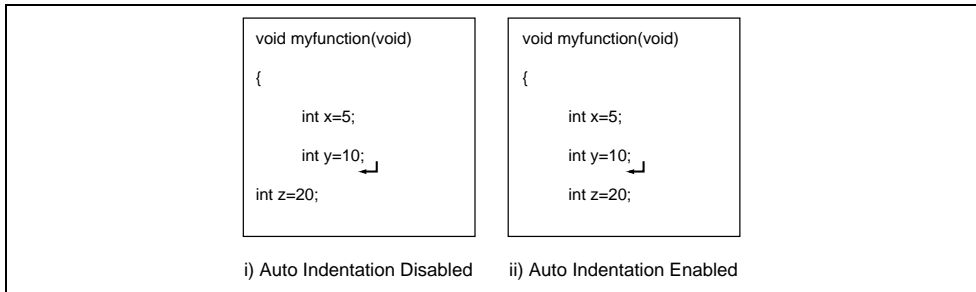 void myfunction(void)
{
int x=5;
int y=10;
int z=20;
i) Auto Indentation Disabled
void myfunction(void)
{
int x=5;
int y=10;
int z=20;
ii) Auto Indentation Enabled